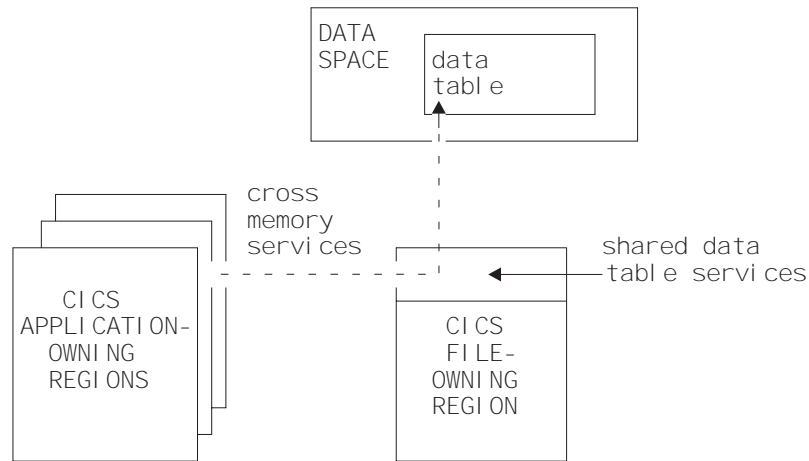 DATA
SPACE
data
table
cross
memory
services
shared data
table services
CICS
APPLICATION-
OWNING
REGIONS
CICS
FILE-
OWNING
REGION